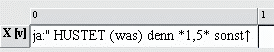 0 1
X [v] ja:" HUSTET (was) denn *1,5* sonst↑